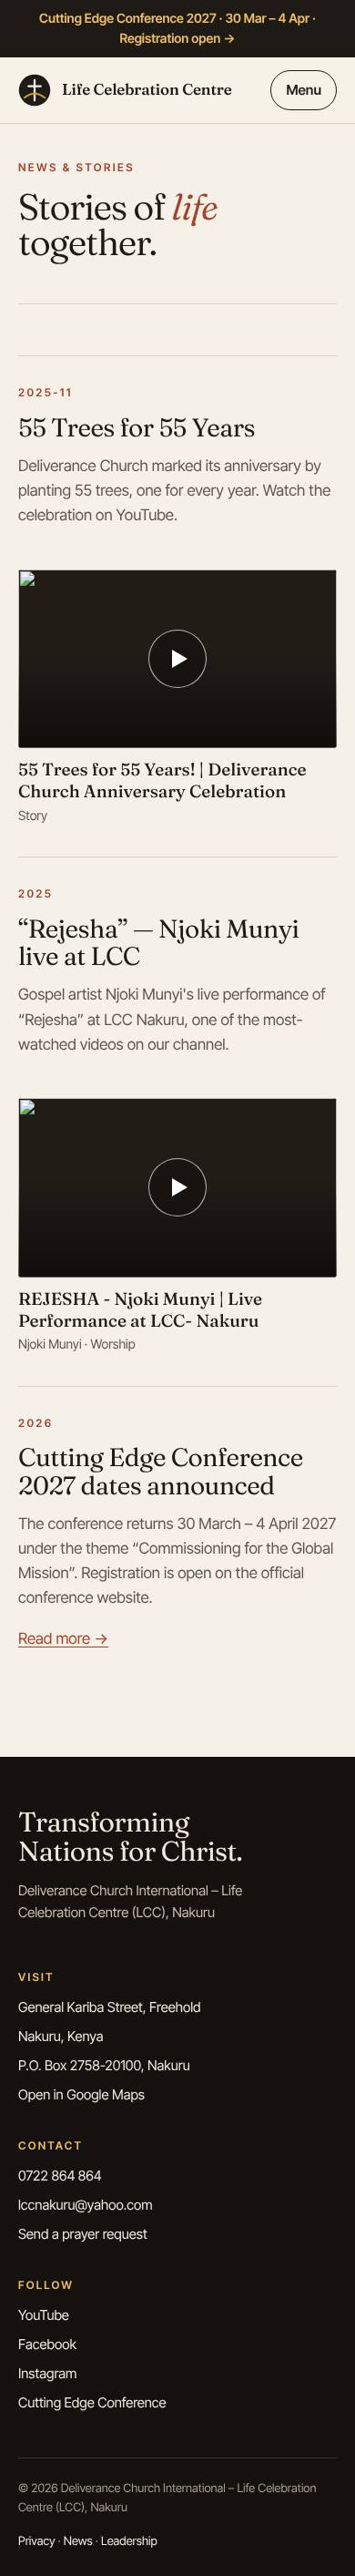 Cutting Edge Conference 2027 · 30 Mar – 4 Apr ·
Registration open →
Life Celebration Centre
Menu
NEWS & STORIES
Stories of life
together.
2025-11
55 Trees for 55 Years
Deliverance Church marked its anniversary by
planting 55 trees, one for every year. Watch the
celebration on YouTube.
55 Trees for 55 Years! | Deliverance
Church Anniversary Celebration
Story
2025
“Rejesha” — Njoki Munyi
live at LCC
Gospel artist Njoki Munyi's live performance of
“Rejesha” at LCC Nakuru, one of the most-
watched videos on our channel.
REJESHA - Njoki Munyi | Live
Performance at LCC- Nakuru
Njoki Munyi · Worship
2026
Cutting Edge Conference
2027 dates announced
The conference returns 30 March – 4 April 2027
under the theme “Commissioning for the Global
Mission”. Registration is open on the official
conference website.
Read more →
Transforming
Nations for Christ.
Deliverance Church International – Life
Celebration Centre (LCC), Nakuru
VISIT
General Kariba Street, Freehold
Nakuru, Kenya
P.O. Box 2758-20100, Nakuru
Open in Google Maps
CONTACT
0722 864 864
lccnakuru@yahoo.com
Send a prayer request
FOLLOW
YouTube
Facebook
Instagram
Cutting Edge Conference
© 2026 Deliverance Church International – Life Celebration
Centre (LCC), Nakuru
Privacy · News · Leadership